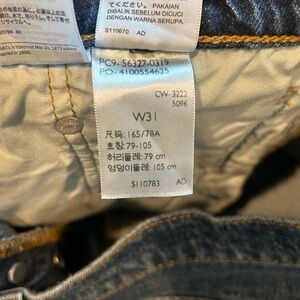 てください。PAKAIAN
DIBALIK SEBELUM DICUCI
DENGAN WARNA SERUPA.
S110670 AD
PC9- 56327-0319
PO- 4100554625
CW-3222
5096
W31
尺码:165/78A
호칭: 79-105
허리둘레: 79 cm
엉덩이둘레: 105 cm
S110783 AD